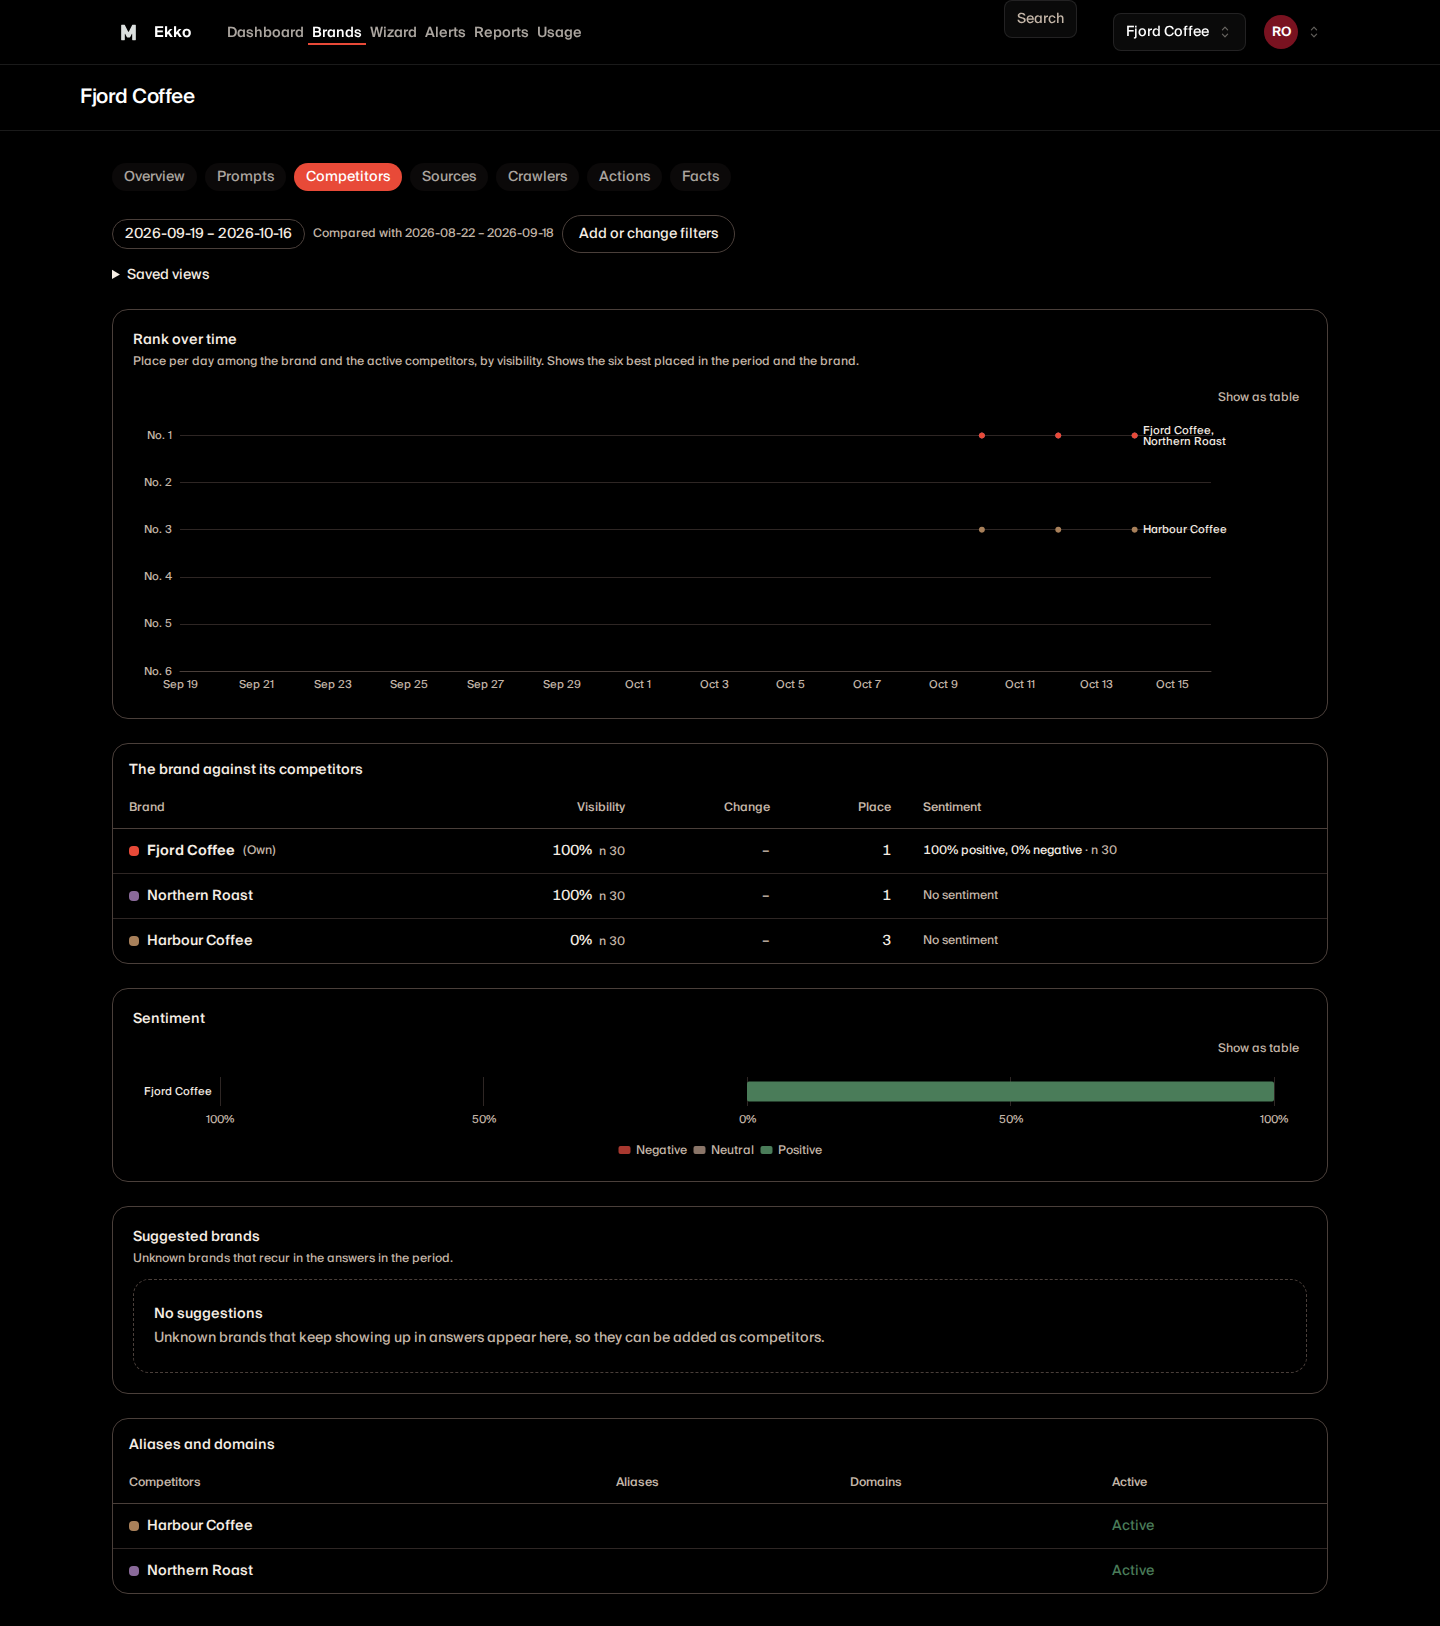 Ekko
Dashboard Brands Wizard Alerts Reports Usage
Search
Fjord Coffee
RO
Fjord Coffee
Overview Prompts Competitors Sources Crawlers Actions Facts
2026-09-19 – 2026-10-16 Compared with 2026-08-22 – 2026-09-18 Add or change filters
Saved views
Rank over time
Place per day among the brand and the active competitors, by visibility. Shows the six best placed in the period and the brand.
Show as table
No. 1
Fjord Coffee,
Northern Roast
No. 2
No. 3
Harbour Coffee
No. 4
No. 5
No. 6
Sep 19 Sep 21 Sep 23 Sep 25 Sep 27 Sep 29 Oct 1 Oct 3 Oct 5 Oct 7 Oct 9 Oct 11 Oct 13 Oct 15
The brand against its competitors
Brand Visibility Change Place Sentiment
Fjord Coffee (Own) 100% n 30 – 1 100% positive, 0% negative · n 30
Northern Roast 100% n 30 – 1 No sentiment
Harbour Coffee 0% n 30 – 3 No sentiment
Sentiment
Show as table
Fjord Coffee
100% 50% 0% 50% 100%
Negative Neutral Positive
Suggested brands
Unknown brands that recur in the answers in the period.
No suggestions
Unknown brands that keep showing up in answers appear here, so they can be added as competitors.
Aliases and domains
Competitors Aliases Domains Active
Harbour Coffee Active
Northern Roast Active